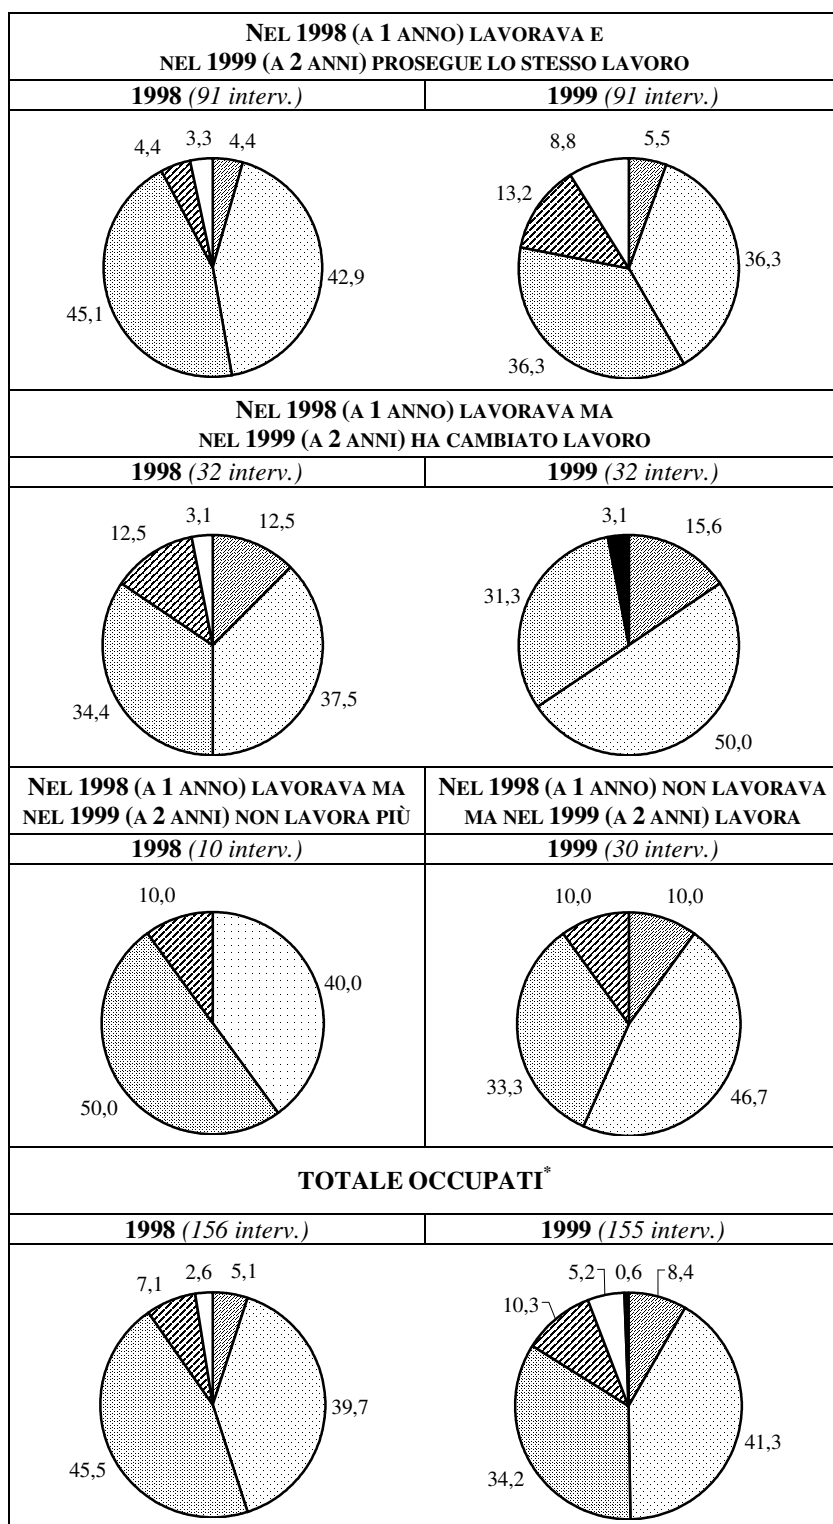 NEL 1998 (A 1 ANNO) LAVORAVA E
NEL 1999 (A 2 ANNI) PROSEGUE LO STESSO LAVORO
1998 (91 interv.)
1999 (91 interv.)
4,4
3,3
4,4
42,9
45,1
8,8
5,5
13,2
36,3
36,3
NEL 1998 (A 1 ANNO) LAVORAVA MA
NEL 1999 (A 2 ANNI) HA CAMBIATO LAVORO
1998 (32 interv.)
1999 (32 interv.)
12,5
3,1
12,5
34,4
37,5
3,1
15,6
31,3
50,0
NEL 1998 (A 1 ANNO) LAVORAVA MA
NEL 1999 (A 2 ANNI) NON LAVORA PIÙ
NEL 1998 (A 1 ANNO) NON LAVORAVA
MA NEL 1999 (A 2 ANNI) LAVORA
1998 (10 interv.)
1999 (30 interv.)
10,0
40,0
50,0
10,0
10,0
33,3
46,7
TOTALE OCCUPATI*
1998 (156 interv.)
1999 (155 interv.)
7,1
2,6
5,1
39,7
45,5
5,2
0,6
8,4
10,3
41,3
34,2